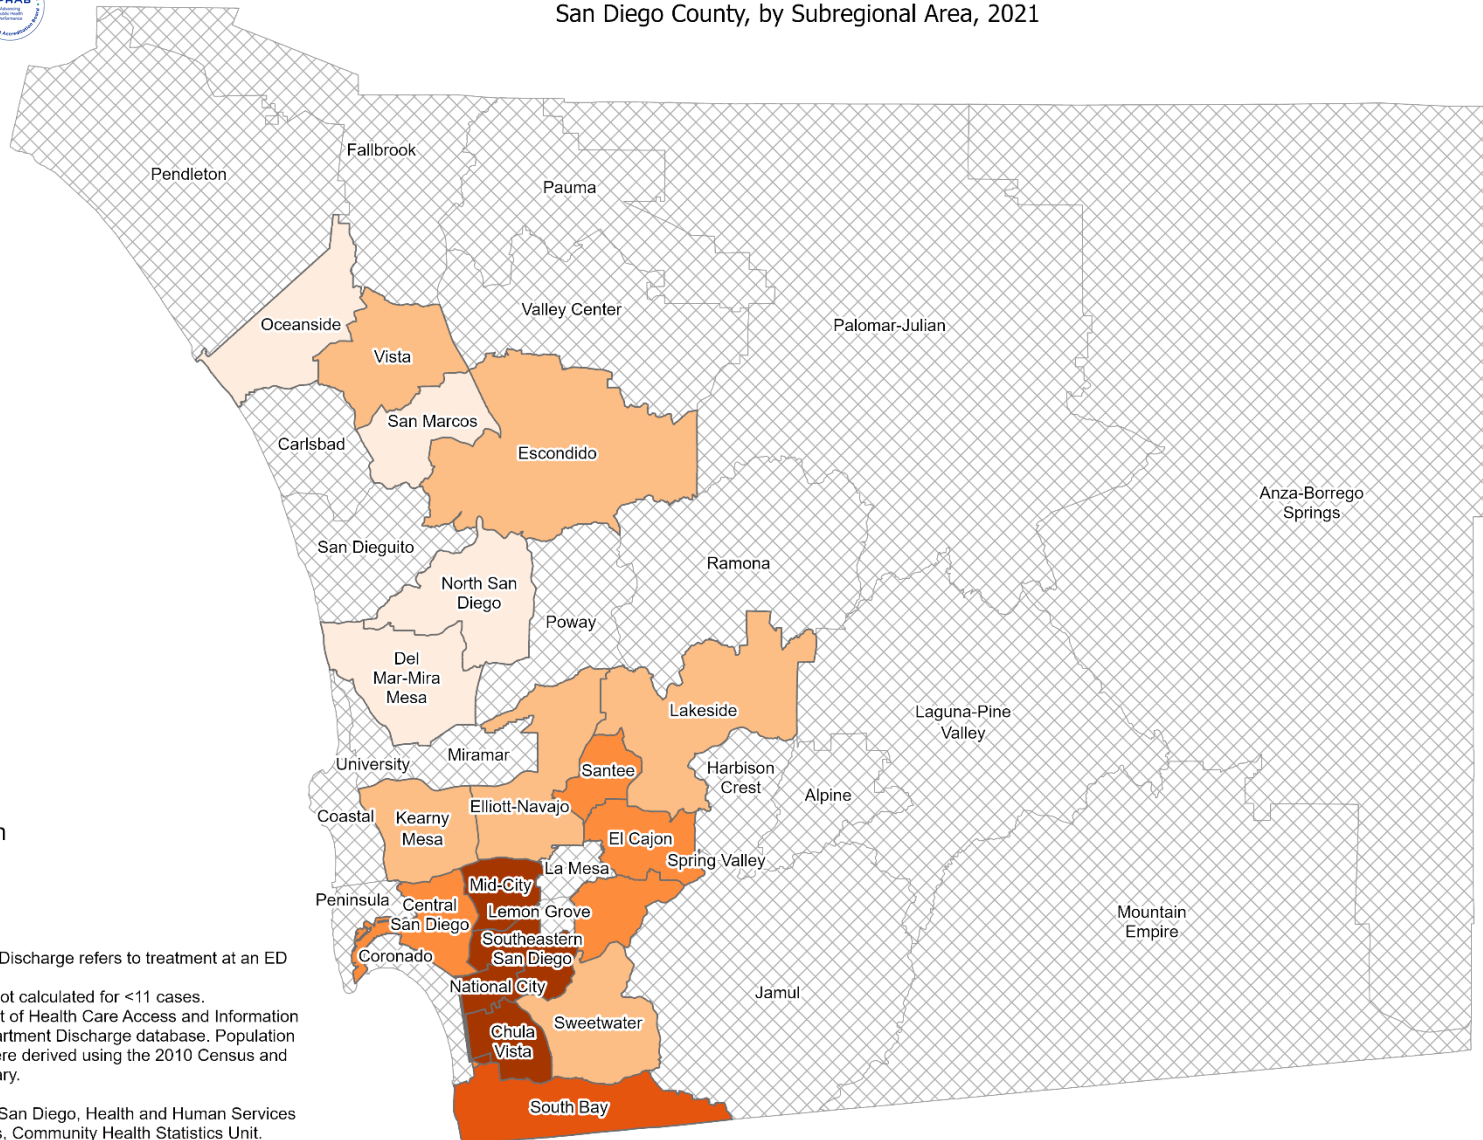 Advancing
Public Health
Performance
San Diego County, by Subregional Area, 2021
Fallbrook
Pendleton
Pauma
Valley Center
Oceanside
Palomar-Julian
Vista
San Marcos
Carlsbad
Escondido
Anza-Borrego
Springs
San Dieguito
Ramona
North San
Diego
Poway
Del
Mar-Mira
Mesa
Lakeside
Laguna-Pine
Valley
Miramar
University
Santee
Harbison
Crest
Alpine
Elliott-Navajo
Coastal
Kearny
Mesa
El Cajon
Spring Valley
La Mesa
Mid-City
Peninsula
Central
San Diego
Lemon Grove
Mountain
Empire
Southeastern
San Diego
Coronado
National City
Jamul
Sweetwater
Chula
Vista
South Bay
n
Discharge refers to treatment at an ED
ot calculated for <11 cases.
t of Health Care Access and Information
artment Discharge database. Population
ere derived using the 2010 Census and
ary.
San Diego, Health and Human Services
s, Community Health Statistics Unit.